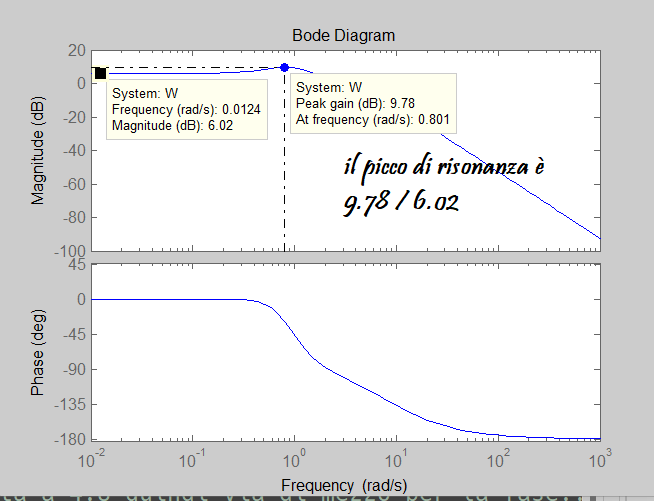 Bode Diagram
20
0
-20
-40
-60
-80
-100
Magnitude (dB)
System: W
Frequency (rad/s): 0.0124
Magnitude (dB): 6.02
System: W
Peak gain (dB): 9.78
At frequency (rad/s): 0.801
il picco di risonanza è
9.78 / 6.02
45
0
-45
-90
-135
-180
Phase (deg)
10^-2
10^-1
10^0
10^1
10^2
10^3
Frequency (rad/s)